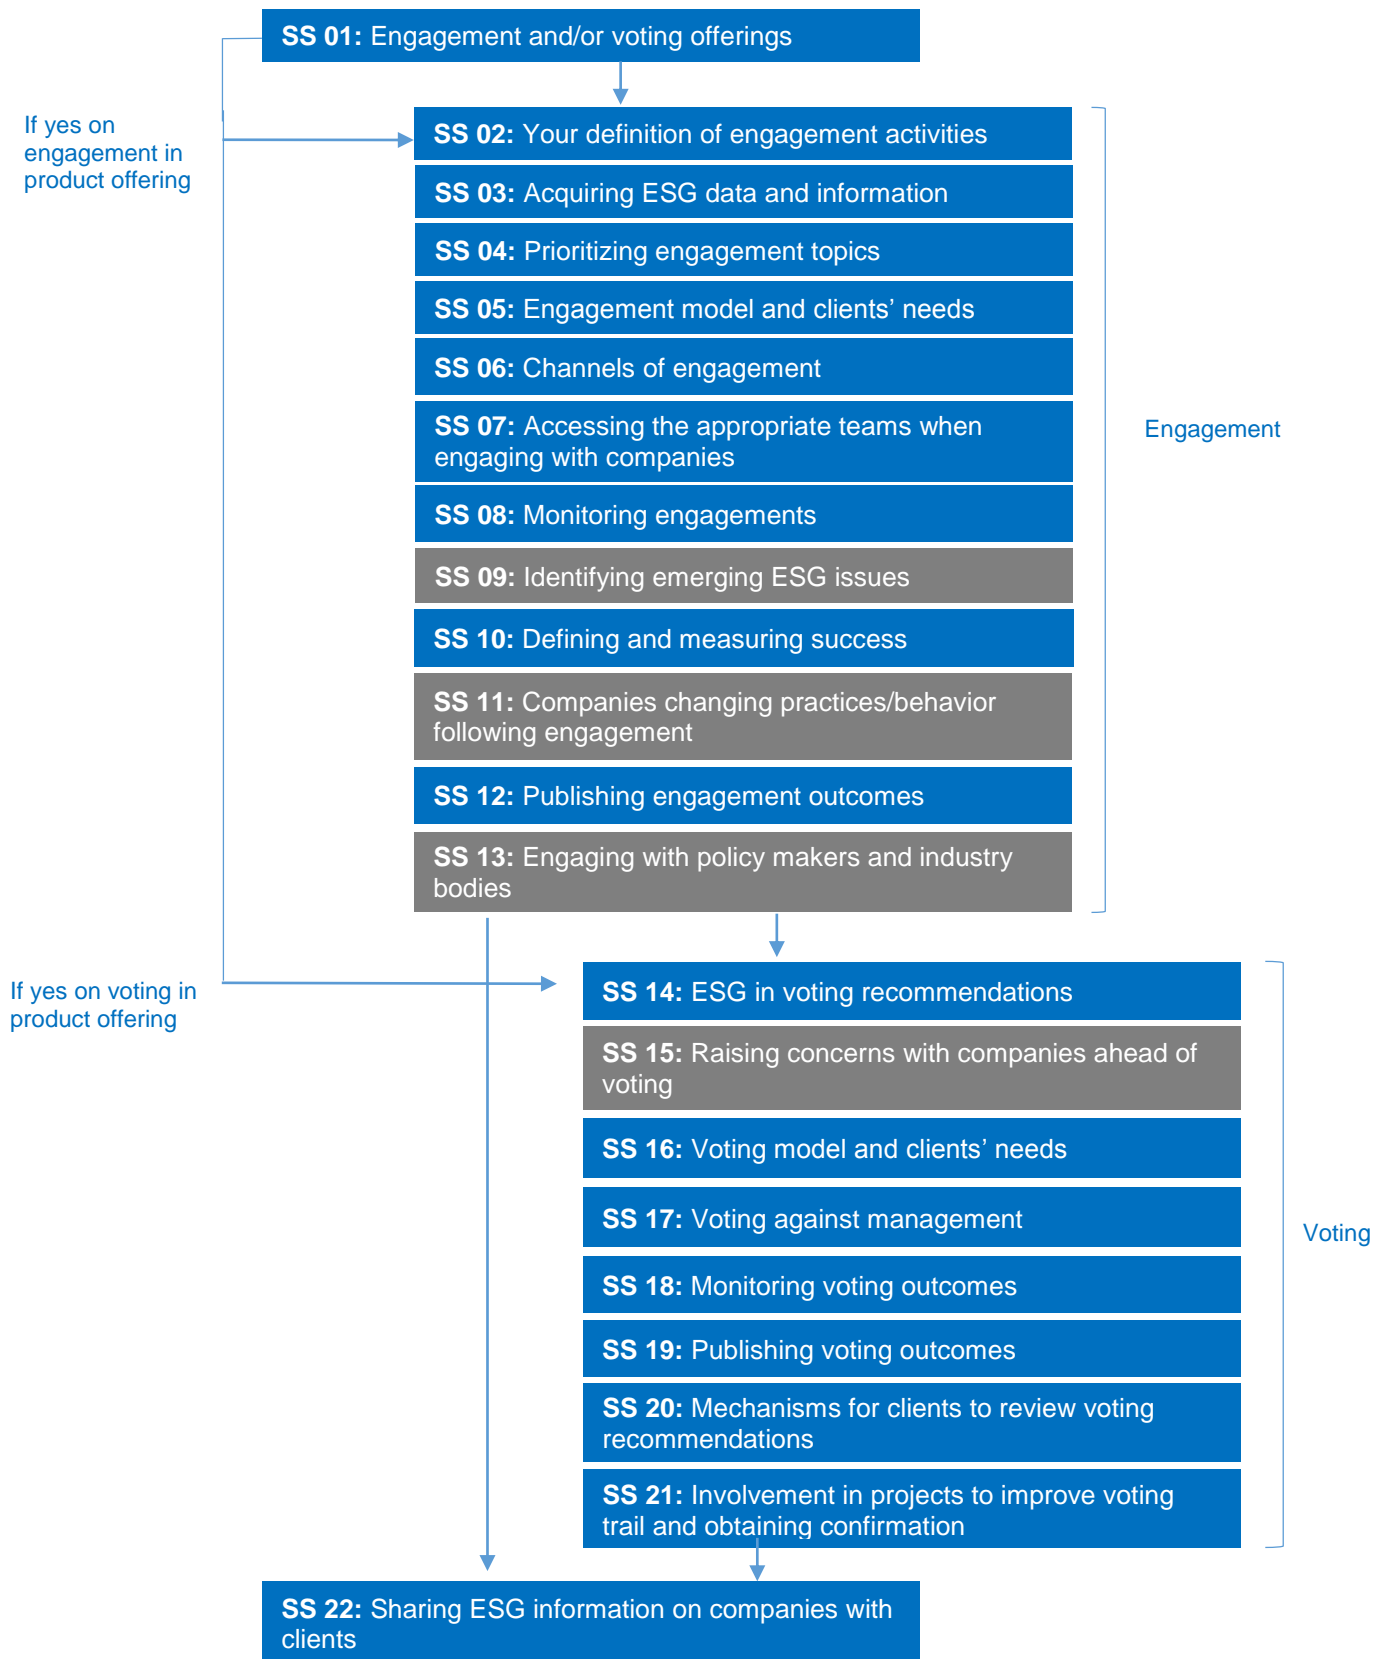 SS 01: Engagement and/or voting offerings
If yes on
engagement in
product offering
SS 02: Your definition of engagement activities
SS 03: Acquiring ESG data and information
SS 04: Prioritizing engagement topics
SS 05: Engagement model and clients’ needs
SS 06: Channels of engagement
SS 07: Accessing the appropriate teams when
engaging with companies
Engagement
SS 08: Monitoring engagements
SS 09: Identifying emerging ESG issues
SS 10: Defining and measuring success
SS 11: Companies changing practices/behavior
following engagement
SS 12: Publishing engagement outcomes
SS 13: Engaging with policy makers and industry
bodies
If yes on voting in
product offering
SS 14: ESG in voting recommendations
SS 15: Raising concerns with companies ahead of
voting
SS 16: Voting model and clients’ needs
SS 17: Voting against management
Voting
SS 18: Monitoring voting outcomes
SS 19: Publishing voting outcomes
SS 20: Mechanisms for clients to review voting
recommendations
SS 21: Involvement in projects to improve voting
trail and obtaining confirmation
SS 22: Sharing ESG information on companies with
clients